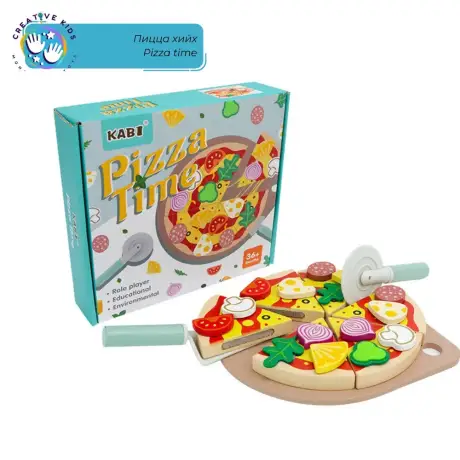 CREATIVE KIDS
Пицца хийх
Pizza time
KABI
Pizza
Time
• Role player
• Educational
• Environmental
36+